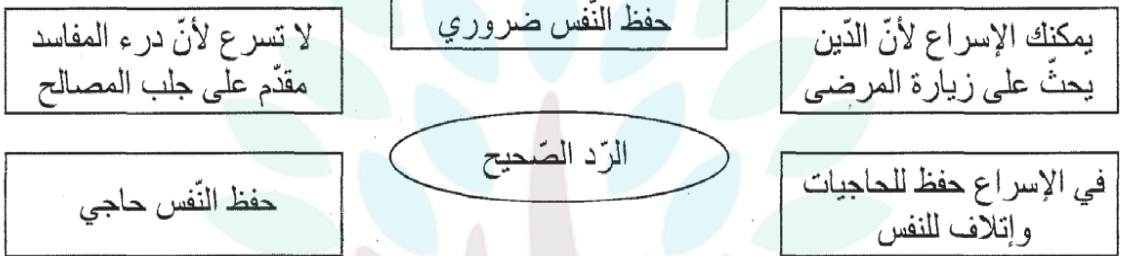 يمكنك الإسراع لأنّ الدّين
يحثّ على زيارة المرضى
حفظ النّفس ضروري
لا تسرع لأنّ درء المفاسد
مقدّم على جلب المصالح
الرّد الصّحيح
في الإسراع حفظ للحاجيات
وإتلاف للنفس
حفظ النّفس حاجي